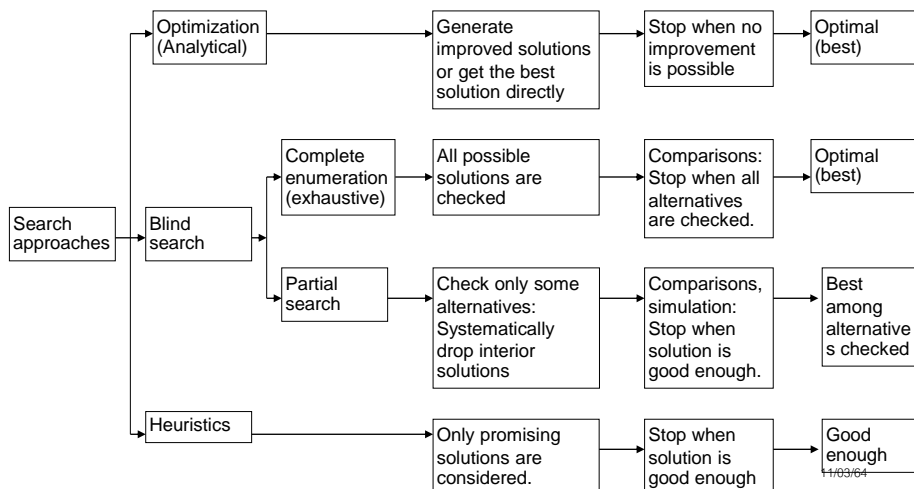 Optimization
(Analytical)
Generate
improved solutions
or get the best
solution directly
Stop when no
improvement
is possible
Optimal
(best)
Complete
enumeration
(exhaustive)
All possible
solutions are
checked
Comparisons:
Stop when all
alternatives
are checked.
Optimal
(best)
Search
approaches
Blind
search
Partial
search
Check only some
alternatives:
Systematically
drop interior
solutions
Comparisons,
simulation:
Stop when
solution is
good enough.
Best
among
alternative
s checked
Heuristics
Only promising
solutions are
considered.
Stop when
solution is
good enough
Good
enough
11/03/64